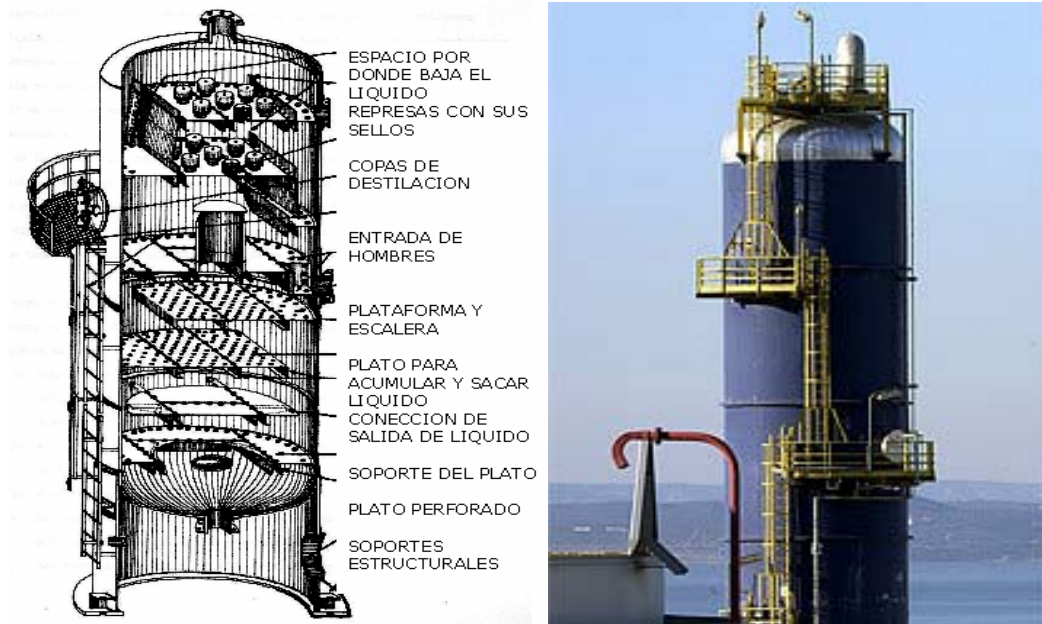 ESPACIO POR
DONDE BAJA EL
LIQUIDO
REPRESAS CON SUS
SELLOS
COPAS DE
DESTILACION
ENTRADA DE
HOMBRES
PLATAFORMA Y
ESCALERA
PLATO PARA
ACUMULAR Y SACAR
LIQUIDO
CONECCION DE
SALIDA DE LIQUIDO
SOPORTE DEL PLATO
PLATO PERFORADO
SOPORTES
ESTRUCTURALES